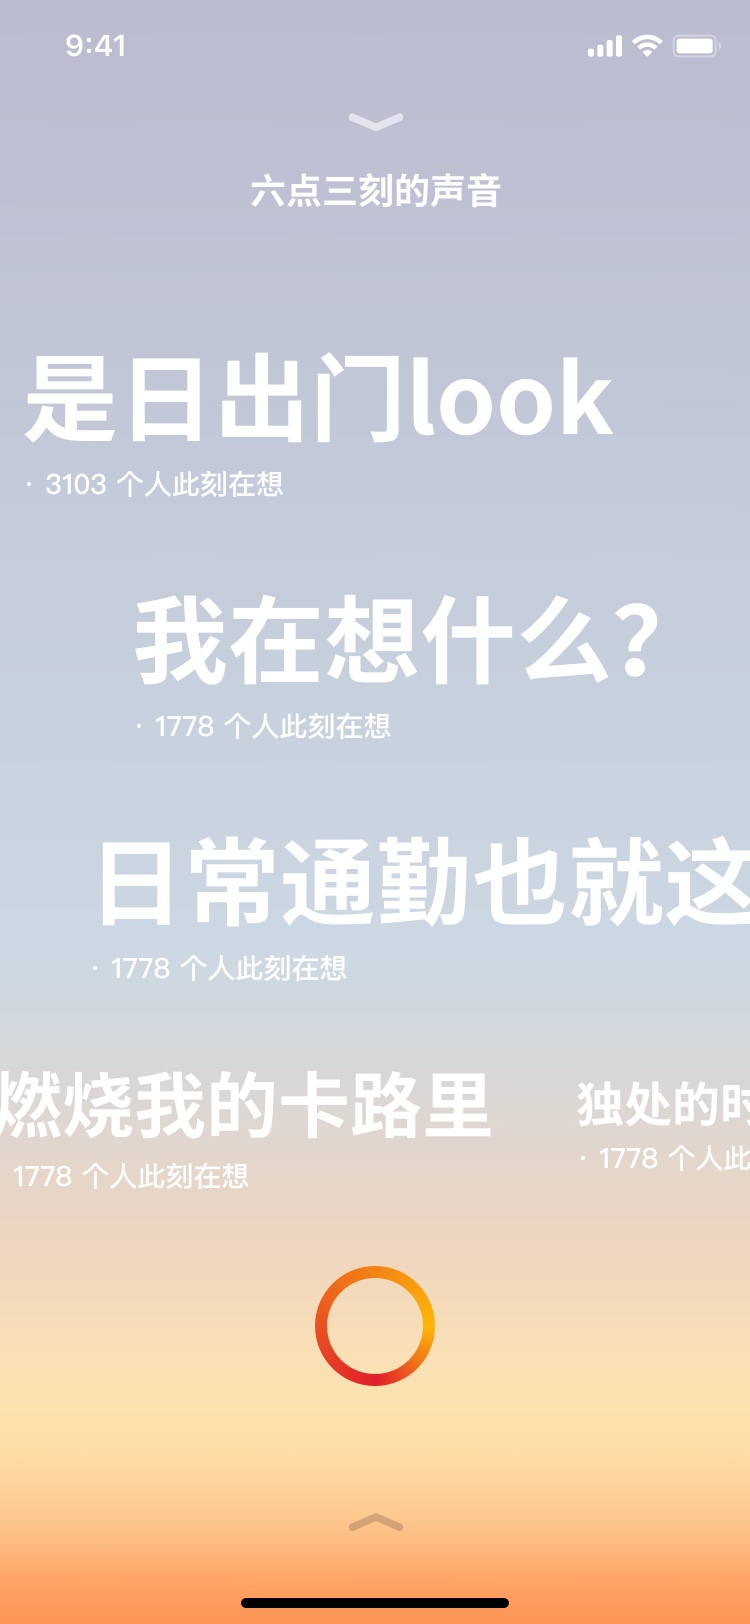 9:41
六点三刻的声音
是日出门look
· 3103 个人此刻在想
我在想什么？
· 1778 个人此刻在想
日常通勤也就这
· 1778 个人此刻在想
燃烧我的卡路里
1778 个人此刻在想
独处的时
· 1778 个人此